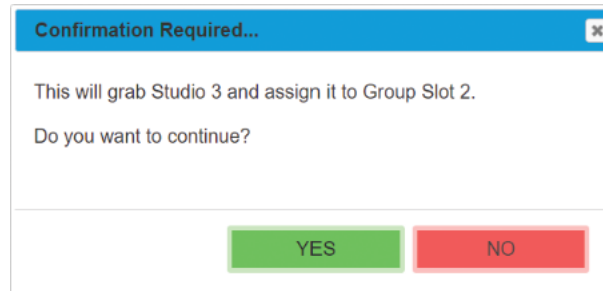 Confirmation Required...
This will grab Studio 3 and assign it to Group Slot 2.
Do you want to continue?
YES
NO